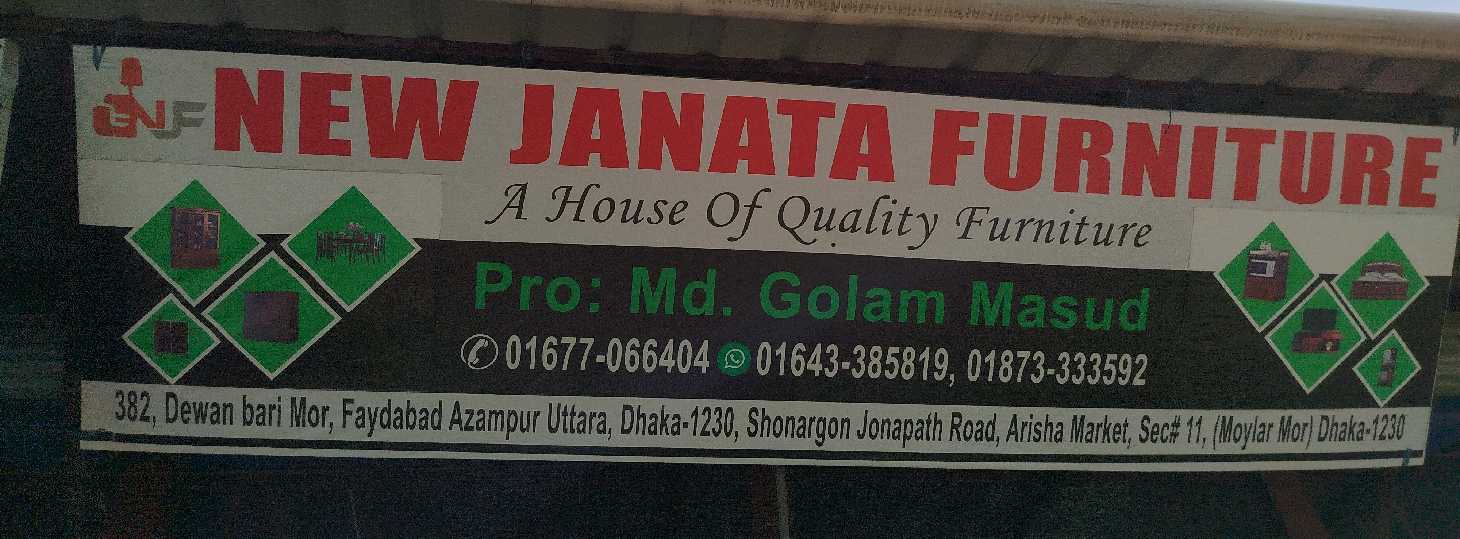 NF
NEW JANATA FURNITURE
A House Of Quality Furniture
Pro: Md. Golam Masud
01677-066404 01643-385819, 01873-333592
382, Dewan bari Mor, Faydabad Azampur Uttara, Dhaka-1230, Shonargon Jonapath Road, Arisha Market, Sec# 11, (Moylar Mor) Dhaka-1230